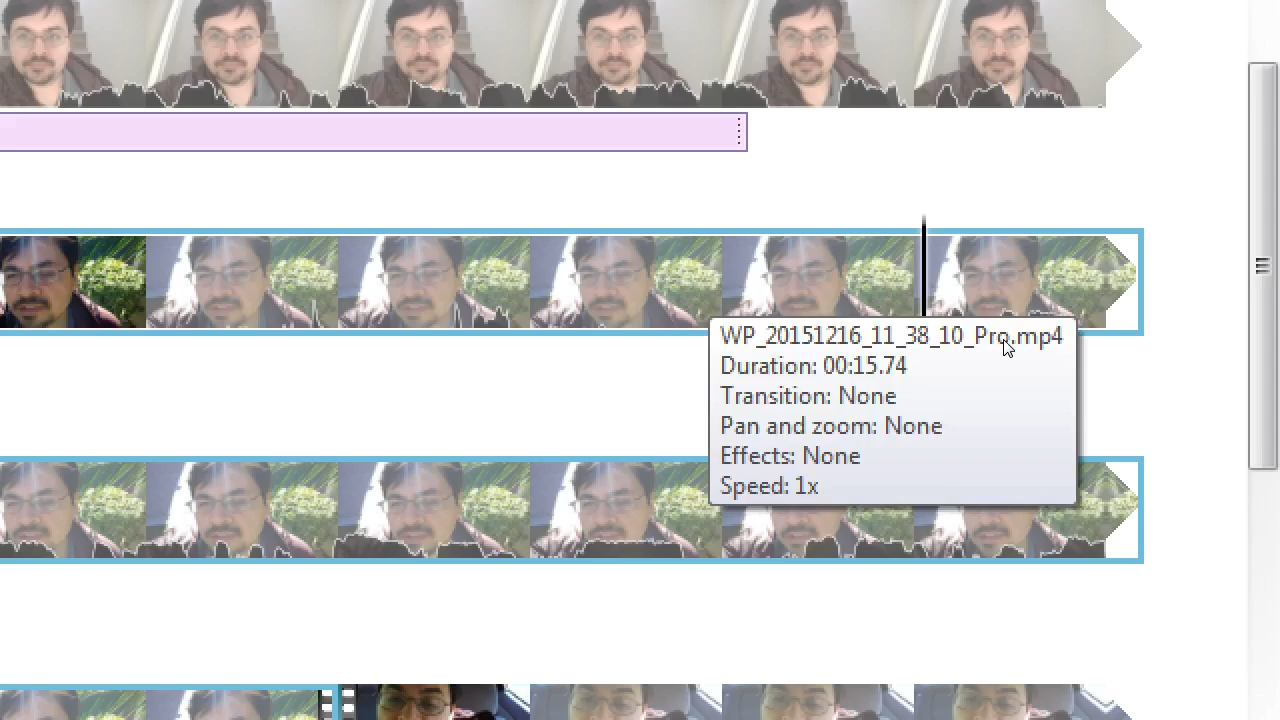 WP_20151216_11_38_10_Pro.mp4
Duration: 00:15.74
Transition: None
Pan and zoom: None
Effects: None
Speed: 1x